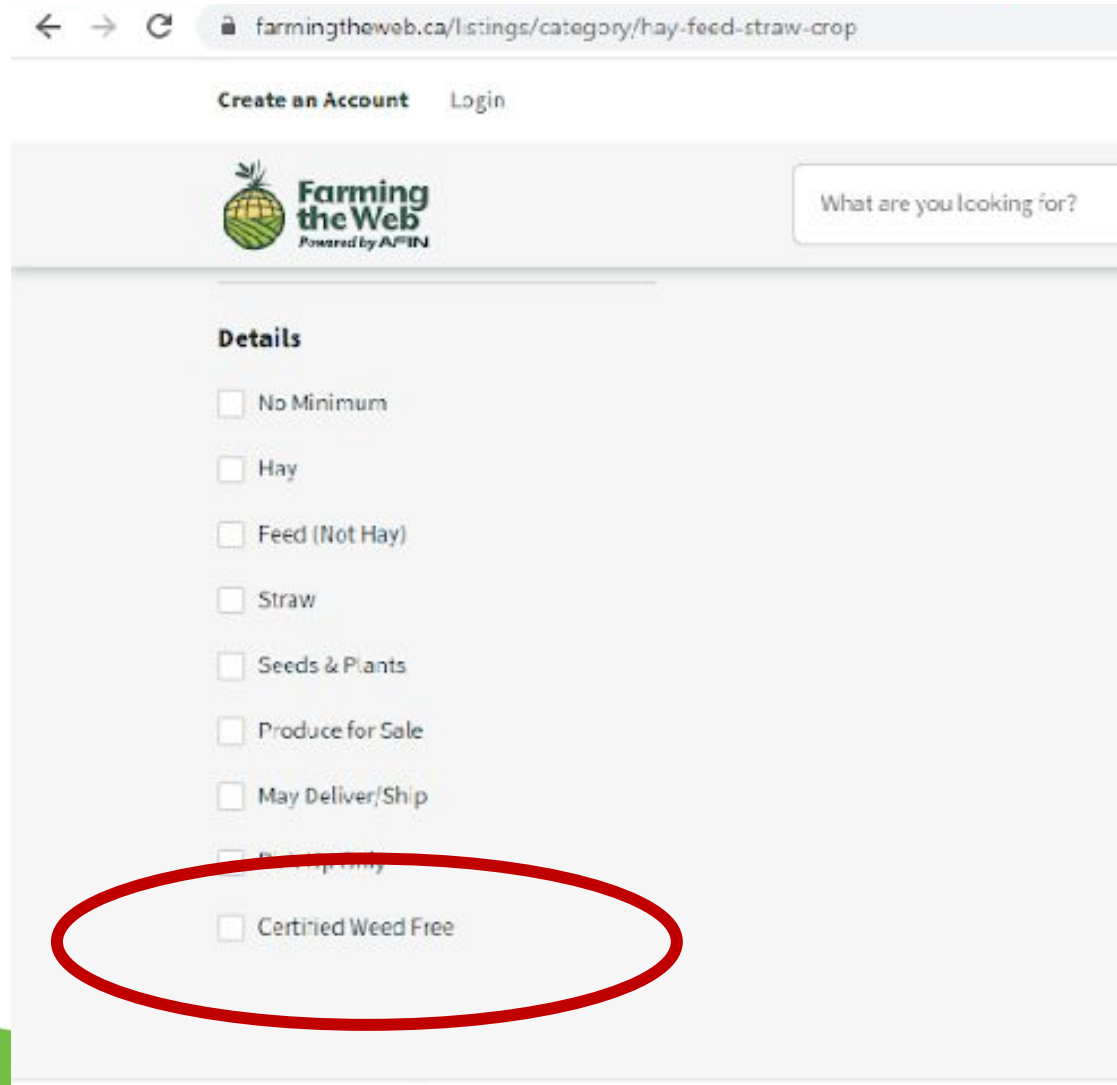 farmingtheweb.ca/listings/category/hay-feed-straw-crop
Create an Account Login
Farming
the Web
Powered by AFIN
What are you looking for?
Details
No Minimum
Hay
Feed (Not Hay)
Straw
Seeds & Plants
Produce for Sale
May Deliver/Ship
Only
Certified Weed Free